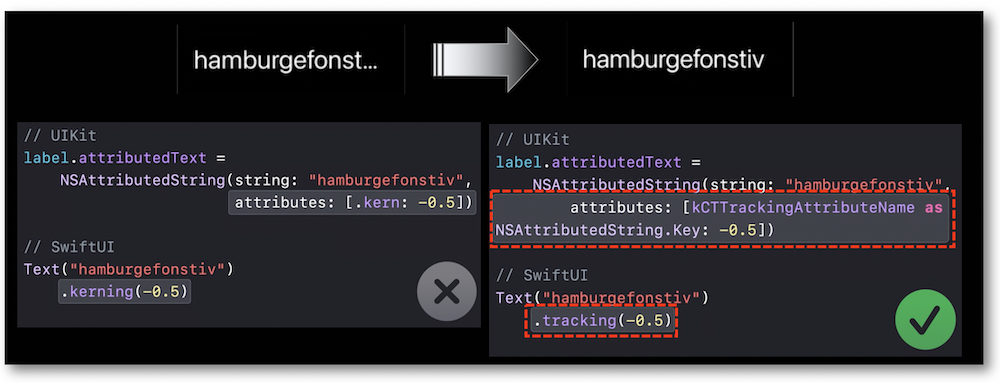 hamburgefonst...
hamburgefonstiv
// UIKit
label.attributedText =
NSAttributedString(string: "hamburgefonstiv",
attributes: [.kern: -0.5])
// SwiftUI
Text("hamburgefonstiv")
.kerning(-0.5)
// UIKit
label.attributedText =
NSAttributedString(string: "hamburgefonstiv",
attributes: [kCTTrackingAttributeName as
NSAttributedString.Key: -0.5])
// SwiftUI
Text("hamburgefonstiv")
.tracking(-0.5)